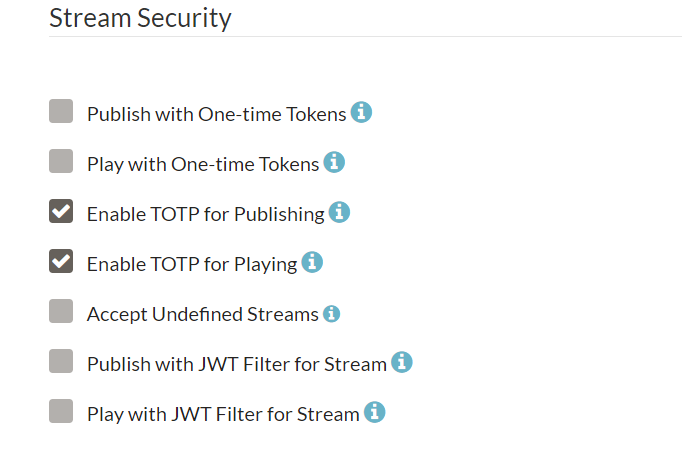 Stream Security
Publish with One-time Tokens
Play with One-time Tokens
Enable TOTP for Publishing
Enable TOTP for Playing
Accept Undefined Streams
Publish with JWT Filter for Stream
Play with JWT Filter for Stream